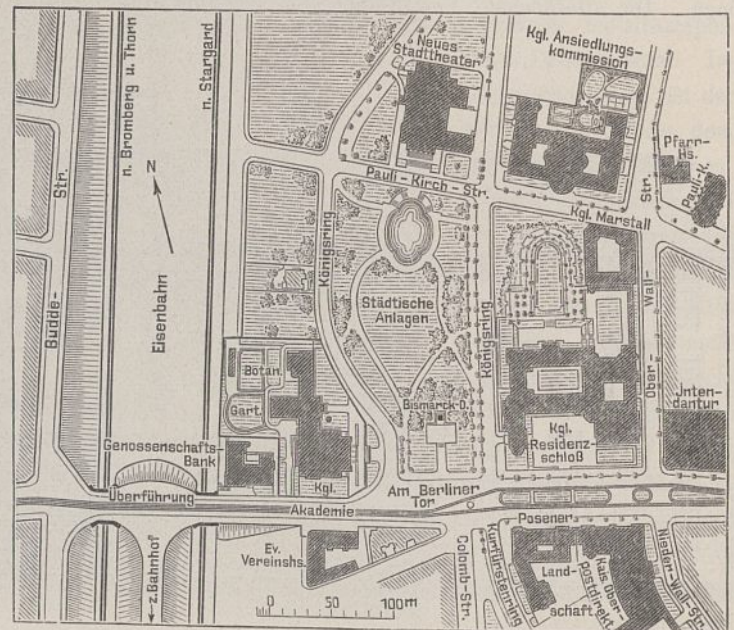 n. Bromberg u. Thorn
n. Stargard
Neues
Stadttheater
Kgl. Ansiedlungs-
kommission
Pfarr-
Hs.
Pauli-K.
N
Pauli-Kirch-Str.
Kgl. Marstall
Str.
Budde-
Str.
Eisenbahn
Königsring
Städtische
Anlagen
Königsring
Ober-
Wall-
Botan.
Gart.
Bismarck-D.
Inten-
dantur
Kgl.
Residenz-
schloß
Genossenschafts-
Bank
Kgl.
Akademie
Überführung
Am Berliner
Tor
Posener
z. Bahnhof
Ev.
Vereinshs.
Colomb-Str.
Kurfürstenring
Land-
schaft.
Kais. Ober-
postdirekt
Nieder-Wall-Str.
0 50 100m